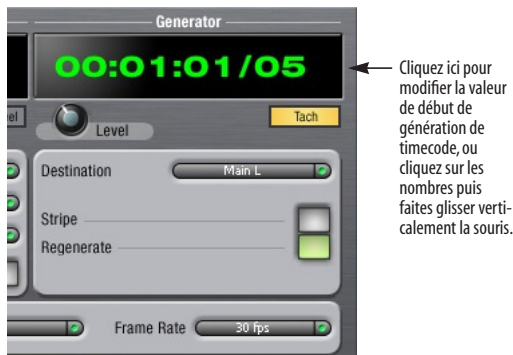 Generator
00:01:01/05
el
Level
Tach
Destination
Main L
Stripe
Regenerate
Frame Rate
30 fps
Cliquez ici pour
modifier la valeur
de début de
génération de
timecode, ou
cliquez sur les
nombres puis
faites glisser verti-
calement la souris.